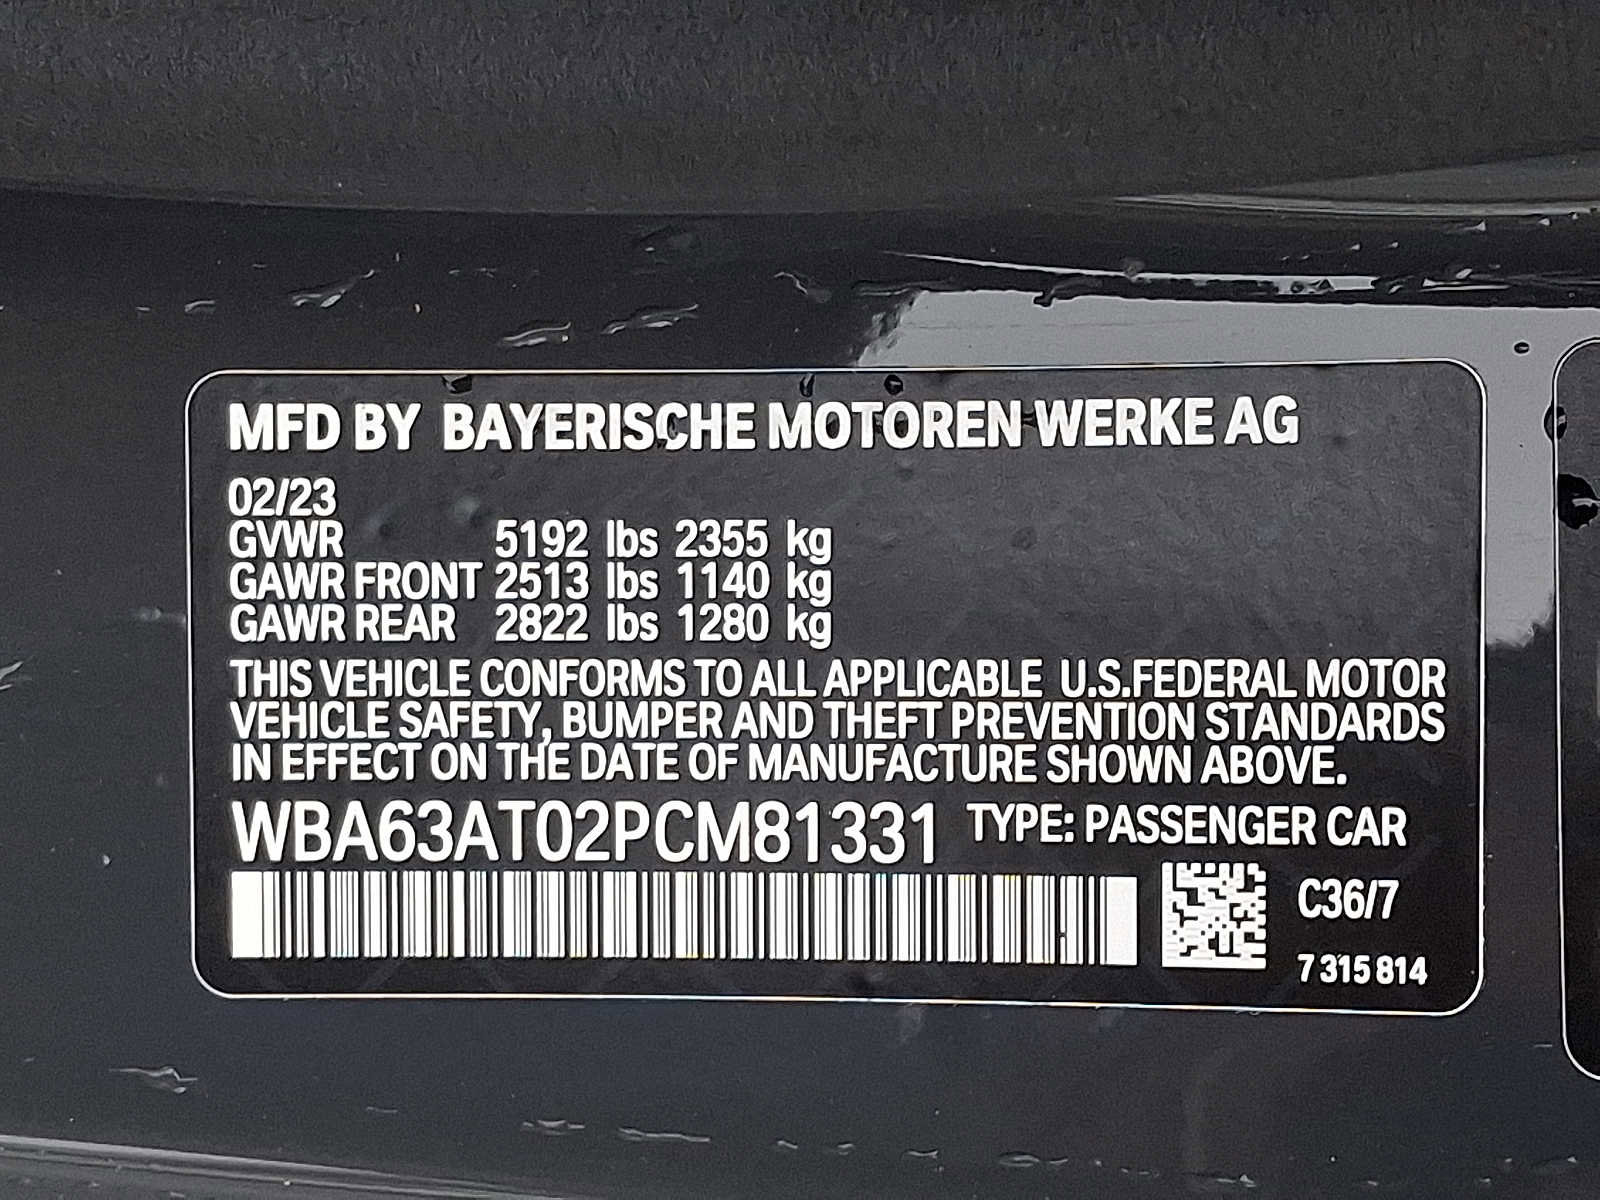 MFD BY BAYERISCHE MOTOREN WERKE AG
02/23
GVWR 5192 lbs 2355 kg
GAWR FRONT 2513 lbs 1140 kg
GAWR REAR 2822 lbs 1280 kg
THIS VEHICLE CONFORMS TO ALL APPLICABLE U.S.FEDERAL MOTOR
VEHICLE SAFETY, BUMPER AND THEFT PREVENTION STANDARDS
IN EFFECT ON THE DATE OF MANUFACTURE SHOWN ABOVE.
WBA63AT02PCM81331 TYPE: PASSENGER CAR
C36/7
7 315 814